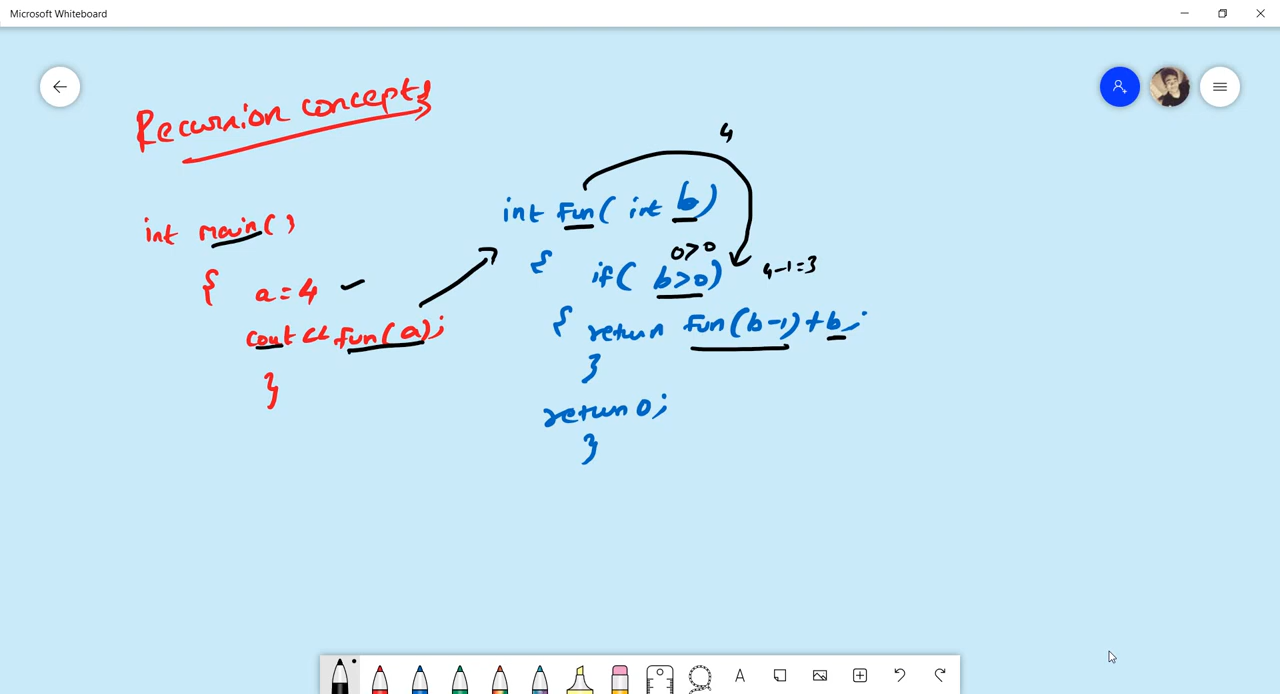 Microsoft Whiteboard
Recursion concepts
int main()
{ a=4
cout<<fun(a);
}
4
int Fun( int b)
0>0
{ if( b>0)
4-1=3
{ return Fun(b-1)+b;
}
return 0;
}
A